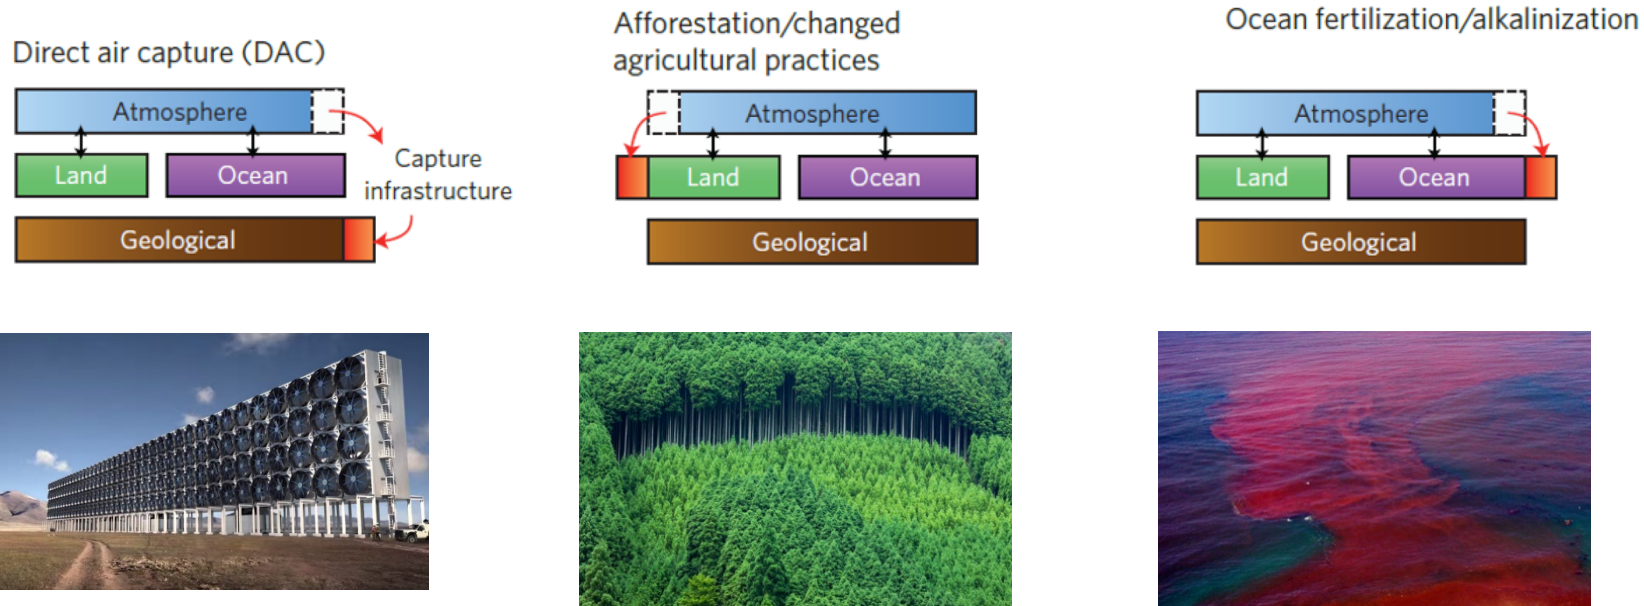 Direct air capture (DAC)
Atmosphere
Land
Ocean
Capture
infrastructure
Geological
Afforestation/changed
agricultural practices
Atmosphere
Land
Ocean
Geological
Ocean fertilization/alkalinization
Atmosphere
Land
Ocean
Geological